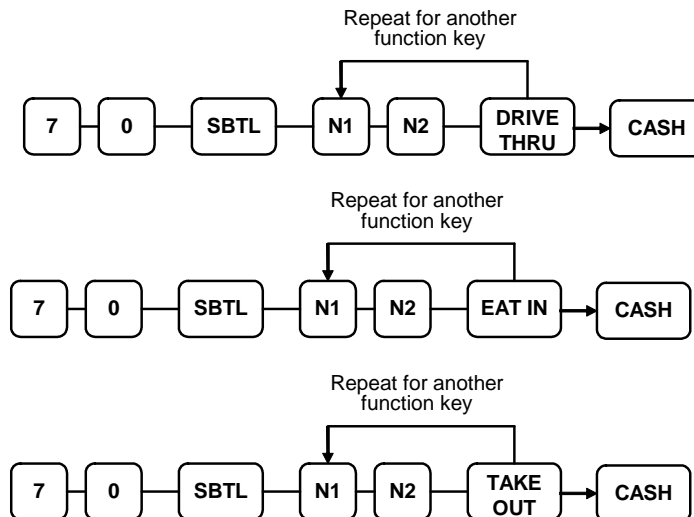 Repeat for another
function key
7 0 SBTL N1 N2 DRIVE
THRU CASH
Repeat for another
function key
7 0 SBTL N1 N2 EAT IN CASH
Repeat for another
function key
7 0 SBTL N1 N2 TAKE
OUT CASH